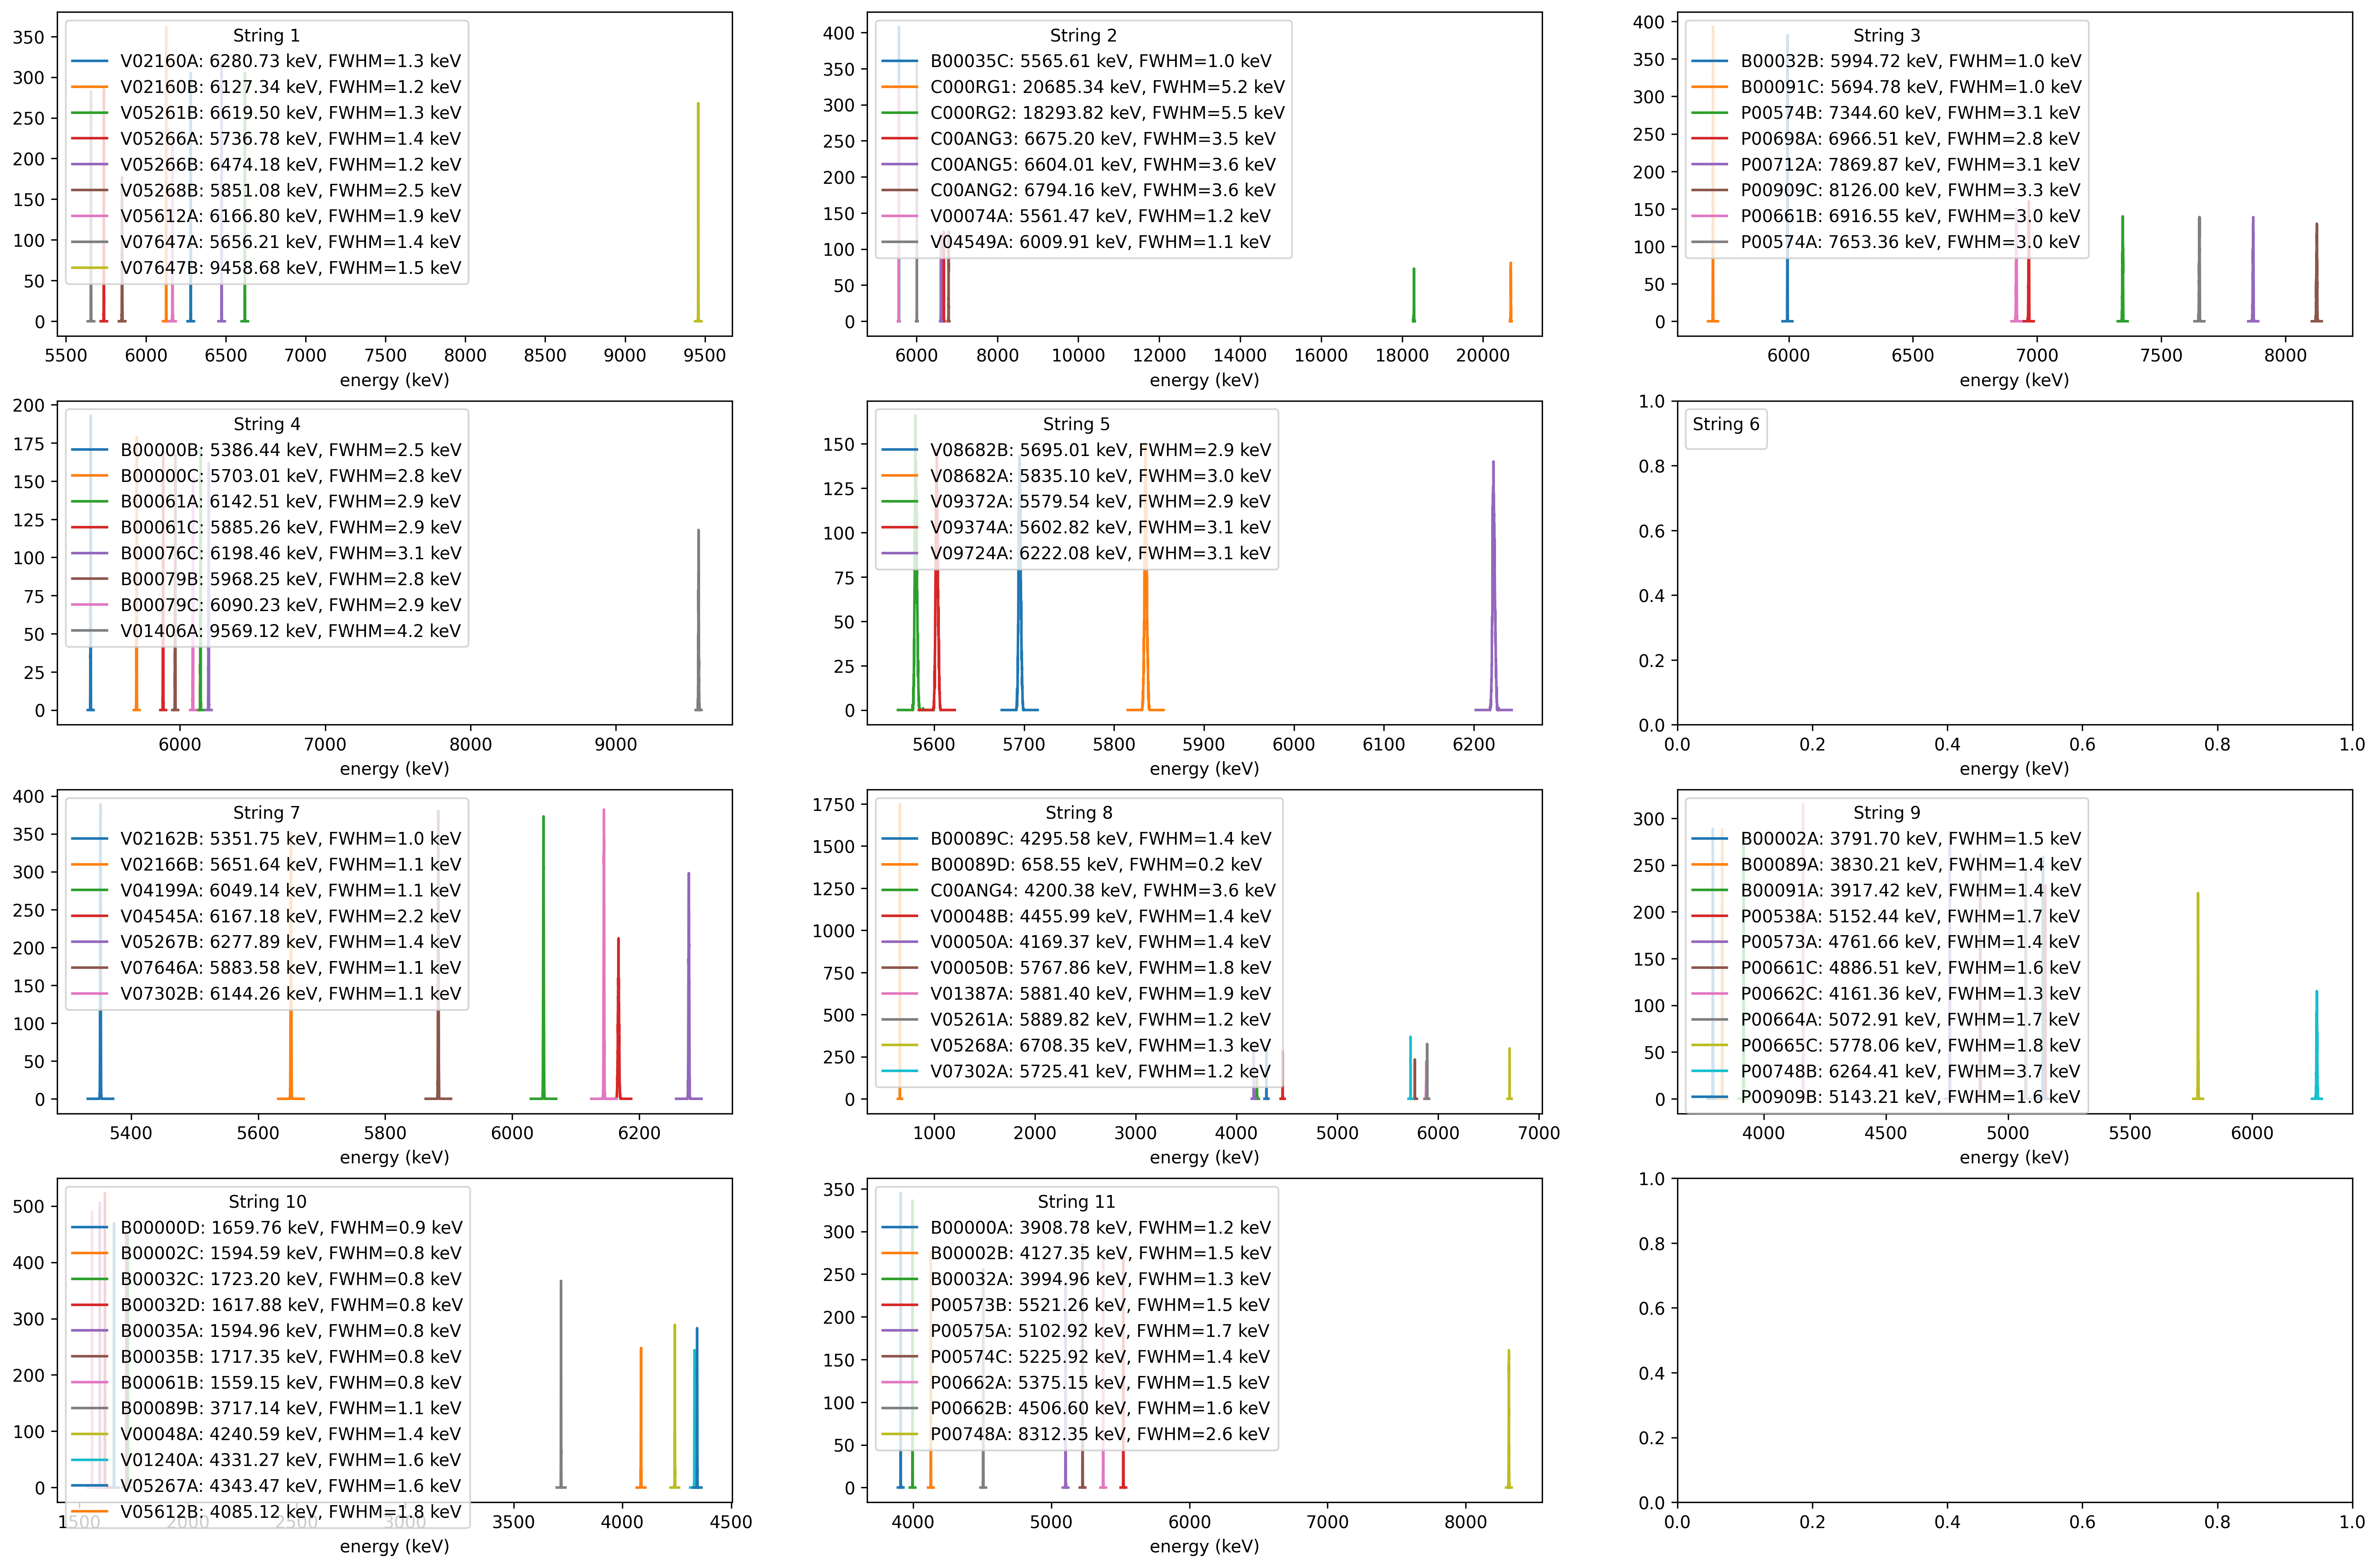 String 1
V02160A: 6280.73 keV, FWHM=1.3 keV
V02160B: 6127.34 keV, FWHM=1.2 keV
V05261B: 6619.50 keV, FWHM=1.3 keV
V05266A: 5736.78 keV, FWHM=1.4 keV
V05266B: 6474.18 keV, FWHM=1.2 keV
V05268B: 5851.08 keV, FWHM=2.5 keV
V05612A: 6166.80 keV, FWHM=1.9 keV
V07647A: 5656.21 keV, FWHM=1.4 keV
V07647B: 9458.68 keV, FWHM=1.5 keV
350
300
250
200
150
100
50
0
5500 6000 6500 7000 7500 8000 8500 9000 9500
energy (keV)
String 2
B00035C: 5565.61 keV, FWHM=1.0 keV
C000RG1: 20685.34 keV, FWHM=5.2 keV
C000RG2: 18293.82 keV, FWHM=5.5 keV
C00ANG3: 6675.20 keV, FWHM=3.5 keV
C00ANG5: 6604.01 keV, FWHM=3.6 keV
C00ANG2: 6794.16 keV, FWHM=3.6 keV
V00074A: 5561.47 keV, FWHM=1.2 keV
V04549A: 6009.91 keV, FWHM=1.1 keV
400
350
300
250
200
150
100
50
0
6000 8000 10000 12000 14000 16000 18000 20000
energy (keV)
String 3
B00032B: 5994.72 keV, FWHM=1.0 keV
B00091C: 5694.78 keV, FWHM=1.0 keV
P00574B: 7344.60 keV, FWHM=3.1 keV
P00698A: 6966.51 keV, FWHM=2.8 keV
P00712A: 7869.87 keV, FWHM=3.1 keV
P00909C: 8126.00 keV, FWHM=3.3 keV
P00661B: 6916.55 keV, FWHM=3.0 keV
P00574A: 7653.36 keV, FWHM=3.0 keV
400
350
300
250
200
150
100
50
0
6000 6500 7000 7500 8000
energy (keV)
String 4
B00000B: 5386.44 keV, FWHM=2.5 keV
B00000C: 5703.01 keV, FWHM=2.8 keV
B00061A: 6142.51 keV, FWHM=2.9 keV
B00061C: 5885.26 keV, FWHM=2.9 keV
B00076C: 6198.46 keV, FWHM=3.1 keV
B00079B: 5968.25 keV, FWHM=2.8 keV
B00079C: 6090.23 keV, FWHM=2.9 keV
V01406A: 9569.12 keV, FWHM=4.2 keV
200
175
150
125
100
75
50
25
0
6000 7000 8000 9000
energy (keV)
String 5
V08682B: 5695.01 keV, FWHM=2.9 keV
V08682A: 5835.10 keV, FWHM=3.0 keV
V09372A: 5579.54 keV, FWHM=2.9 keV
V09374A: 5602.82 keV, FWHM=3.1 keV
V09724A: 6222.08 keV, FWHM=3.1 keV
150
125
100
75
50
25
0
5600 5700 5800 5900 6000 6100 6200
energy (keV)
String 6
1.0
0.8
0.6
0.4
0.2
0.0
0.0 0.2 0.4 0.6 0.8 1.0
energy (keV)
String 7
V02162B: 5351.75 keV, FWHM=1.0 keV
V02166B: 5651.64 keV, FWHM=1.1 keV
V04199A: 6049.14 keV, FWHM=1.1 keV
V04545A: 6167.18 keV, FWHM=2.2 keV
V05267B: 6277.89 keV, FWHM=1.4 keV
V07646A: 5883.58 keV, FWHM=1.1 keV
V07302B: 6144.26 keV, FWHM=1.1 keV
400
350
300
250
200
150
100
50
0
5400 5600 5800 6000 6200
energy (keV)
String 8
B00089C: 4295.58 keV, FWHM=1.4 keV
B00089D: 658.55 keV, FWHM=0.2 keV
C00ANG4: 4200.38 keV, FWHM=3.6 keV
V00048B: 4455.99 keV, FWHM=1.4 keV
V00050A: 4169.37 keV, FWHM=1.4 keV
V00050B: 5767.86 keV, FWHM=1.8 keV
V01387A: 5881.40 keV, FWHM=1.9 keV
V05261A: 5889.82 keV, FWHM=1.2 keV
V05268A: 6708.35 keV, FWHM=1.3 keV
V07302A: 5725.41 keV, FWHM=1.2 keV
1750
1500
1250
1000
750
500
250
0
1000 2000 3000 4000 5000 6000 7000
energy (keV)
String 9
B00002A: 3791.70 keV, FWHM=1.5 keV
B00089A: 3830.21 keV, FWHM=1.4 keV
B00091A: 3917.42 keV, FWHM=1.4 keV
P00538A: 5152.44 keV, FWHM=1.7 keV
P00573A: 4761.66 keV, FWHM=1.4 keV
P00661C: 4886.51 keV, FWHM=1.6 keV
P00662C: 4161.36 keV, FWHM=1.3 keV
P00664A: 5072.91 keV, FWHM=1.7 keV
P00665C: 5778.06 keV, FWHM=1.8 keV
P00748B: 6264.41 keV, FWHM=3.7 keV
P00909B: 5143.21 keV, FWHM=1.6 keV
300
250
200
150
100
50
0
4000 4500 5000 5500 6000
energy (keV)
String 10
B00000D: 1659.76 keV, FWHM=0.9 keV
B00002C: 1594.59 keV, FWHM=0.8 keV
B00032C: 1723.20 keV, FWHM=0.8 keV
B00032D: 1617.88 keV, FWHM=0.8 keV
B00035A: 1594.96 keV, FWHM=0.8 keV
B00035B: 1717.35 keV, FWHM=0.8 keV
B00061B: 1559.15 keV, FWHM=0.8 keV
B00089B: 3717.14 keV, FWHM=1.1 keV
V00048A: 4240.59 keV, FWHM=1.4 keV
V01240A: 4331.27 keV, FWHM=1.6 keV
V05267A: 4343.47 keV, FWHM=1.6 keV
V05612B: 4085.12 keV, FWHM=1.8 keV
500
400
300
200
100
0
1500 2000 2500 3000 3500 4000 4500
energy (keV)
String 11
B00000A: 3908.78 keV, FWHM=1.2 keV
B00002B: 4127.35 keV, FWHM=1.5 keV
B00032A: 3994.96 keV, FWHM=1.3 keV
P00573B: 5521.26 keV, FWHM=1.5 keV
P00575A: 5102.92 keV, FWHM=1.7 keV
P00574C: 5225.92 keV, FWHM=1.4 keV
P00662A: 5375.15 keV, FWHM=1.5 keV
P00662B: 4506.60 keV, FWHM=1.6 keV
P00748A: 8312.35 keV, FWHM=2.6 keV
350
300
250
200
150
100
50
0
4000 5000 6000 7000 8000
energy (keV)
1.0
0.8
0.6
0.4
0.2
0.0
0.0 0.2 0.4 0.6 0.8 1.0